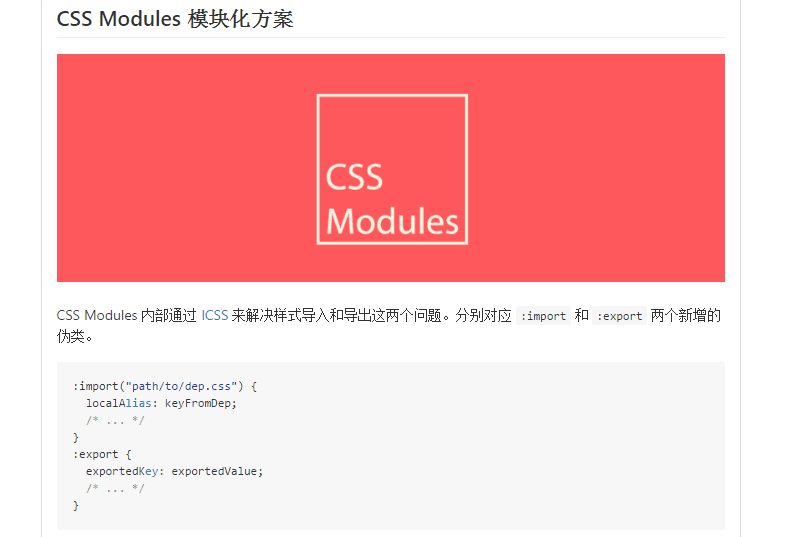 CSS Modules 模块化方案
CSS
Modules
CSS Modules 内部通过 ICSS 来解决样式导入和导出这两个问题。分别对应 :import 和 :export 两个新增的
伪类。
:import("path/to/dep.css") {
  localAlias: keyFromDep;
  /* ... */
}
:export {
  exportedKey: exportedValue;
  /* ... */
}